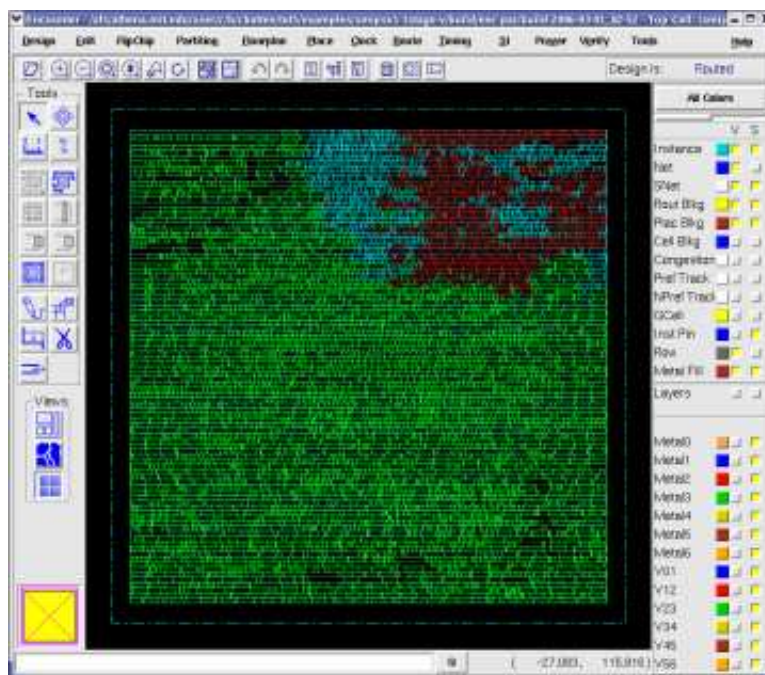 Design Edit FlipChip Partition Floorplan Place Clock Route Timing SI Power Verify Tools Help
Design Is: Routed
Tools
All Colors
V S
Instance
Net
SNet
Rout Blkg
Plac Blkg
Cell Blkg
Congestion
Pref Track
NPref Track
GCell
Inst Pin
Row
Metal Fill
Layers
Views
Metal0
Metal1
Metal2
Metal3
Metal4
Metal5
Metal6
V01
V12
V23
V34
V45
V56